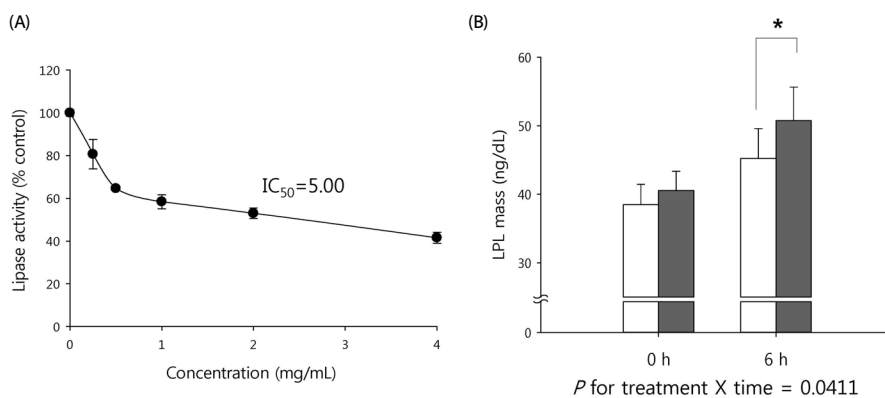 (A)
120
100
80
60
40
20
0
Lipase activity (% control)
IC50=5.00
0
1
2
3
4
Concentration (mg/mL)
(B)
60
50
40
30
0
LPL mass (ng/dL)
*
0 h
6 h
P for treatment X time = 0.0411